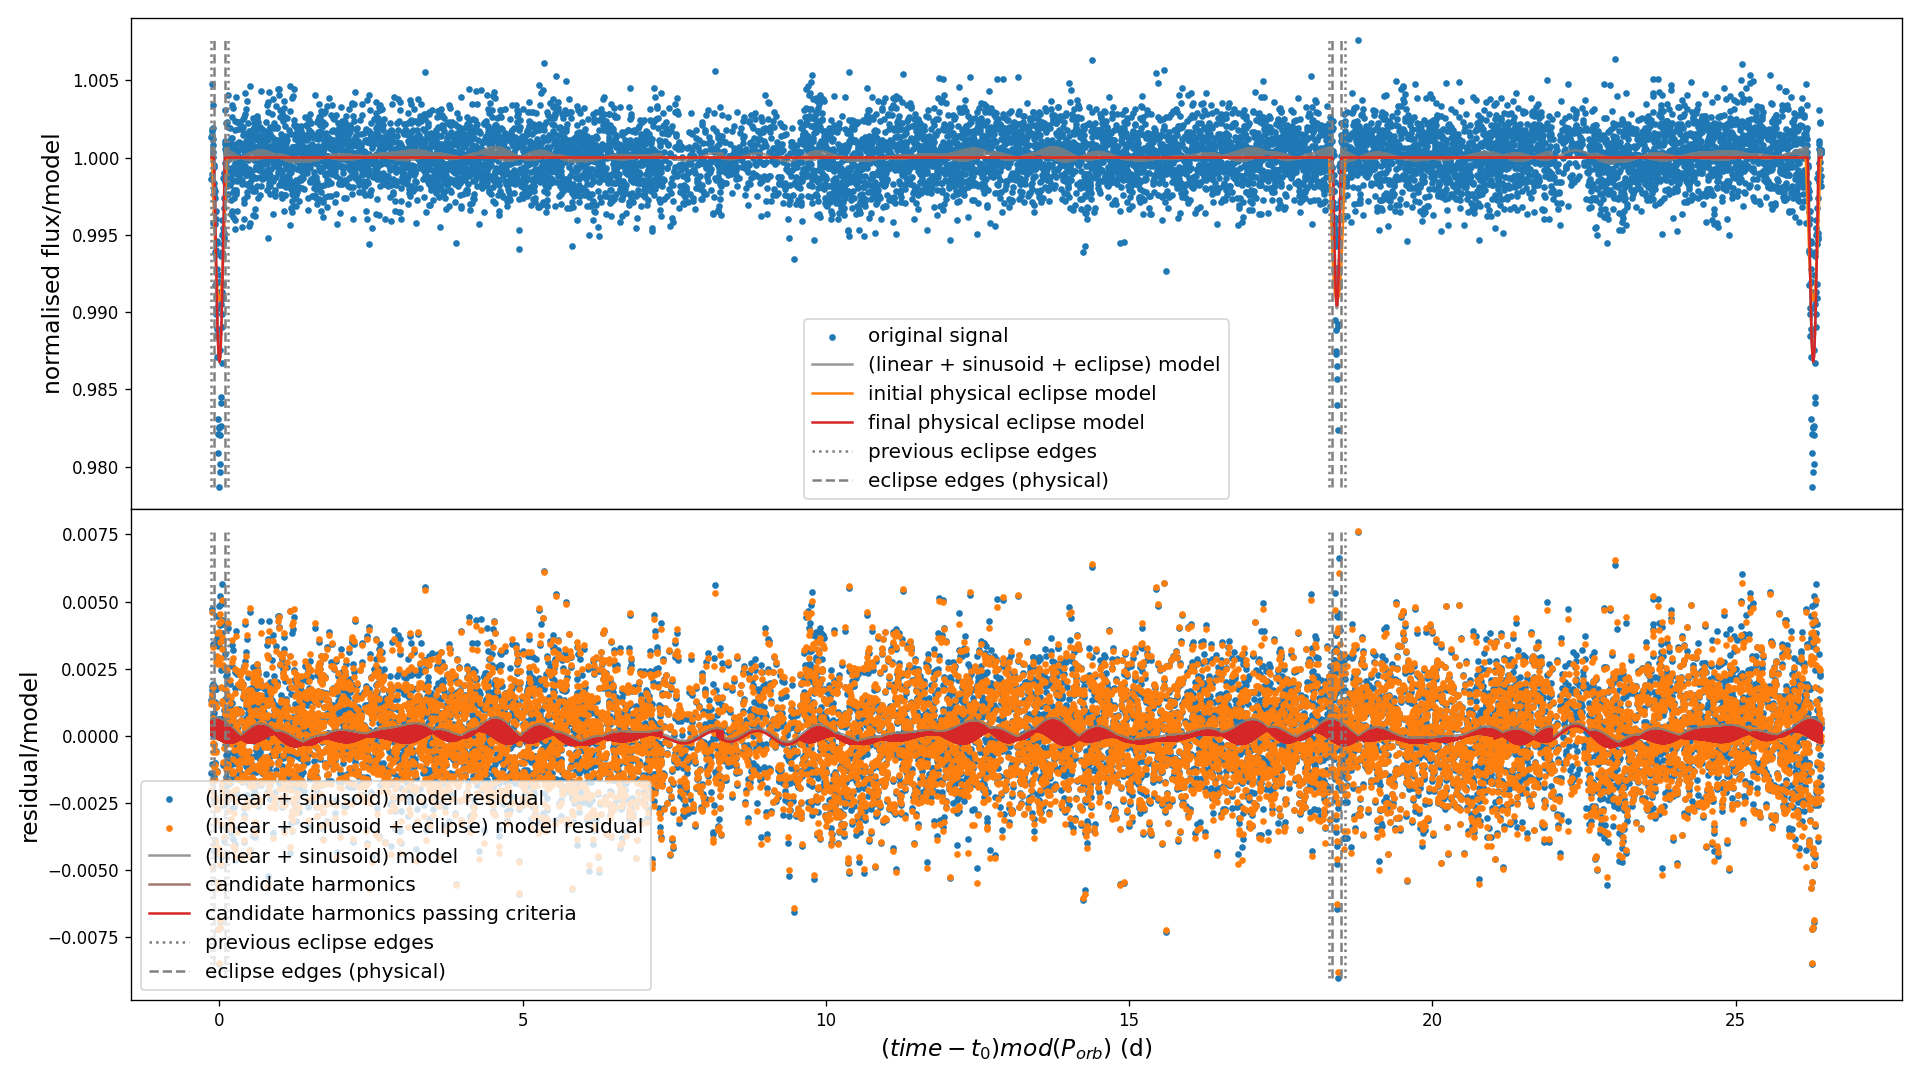 normalised flux/model
1.005
1.000
0.995
0.990
0.985
0.980
original signal
(linear + sinusoid + eclipse) model
initial physical eclipse model
final physical eclipse model
previous eclipse edges
eclipse edges (physical)
residual/model
0.0075
0.0050
0.0025
0.0000
−0.0025
−0.0050
−0.0075
(linear + sinusoid) model residual
(linear + sinusoid + eclipse) model residual
(linear + sinusoid) model
candidate harmonics
candidate harmonics passing criteria
previous eclipse edges
eclipse edges (physical)
0 5 10 15 20 25
(time − t₀)mod(P_orb) (d)